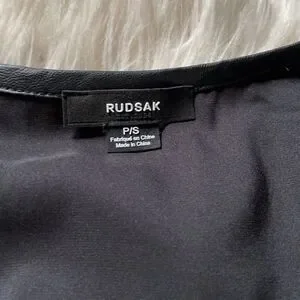 RUDSAK
P/S
Fabriqué en Chine
Made in China